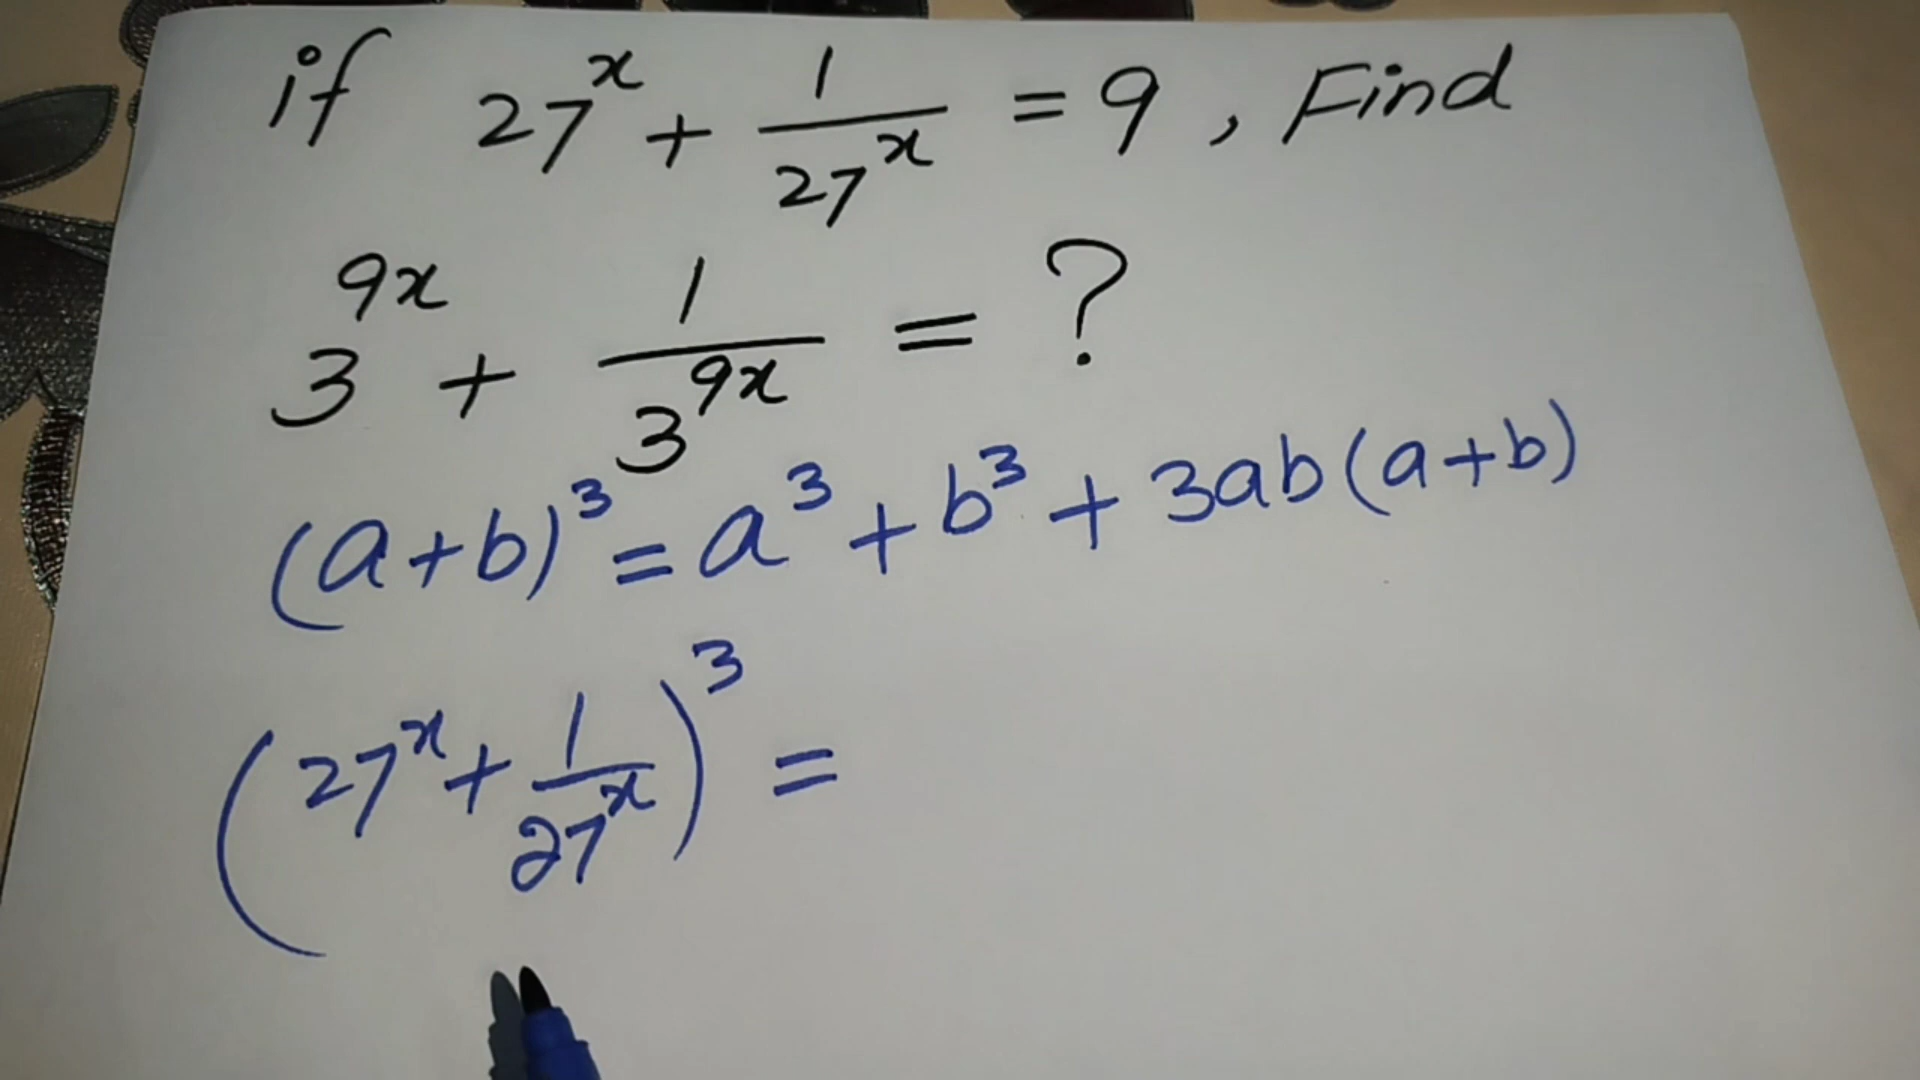 if 27^x + 1/27^x = 9, Find
3^9x + 1/3^9x = ?
(a+b)^3 = a^3 + b^3 + 3ab(a+b)
(27^x + 1/27^x)^3 =